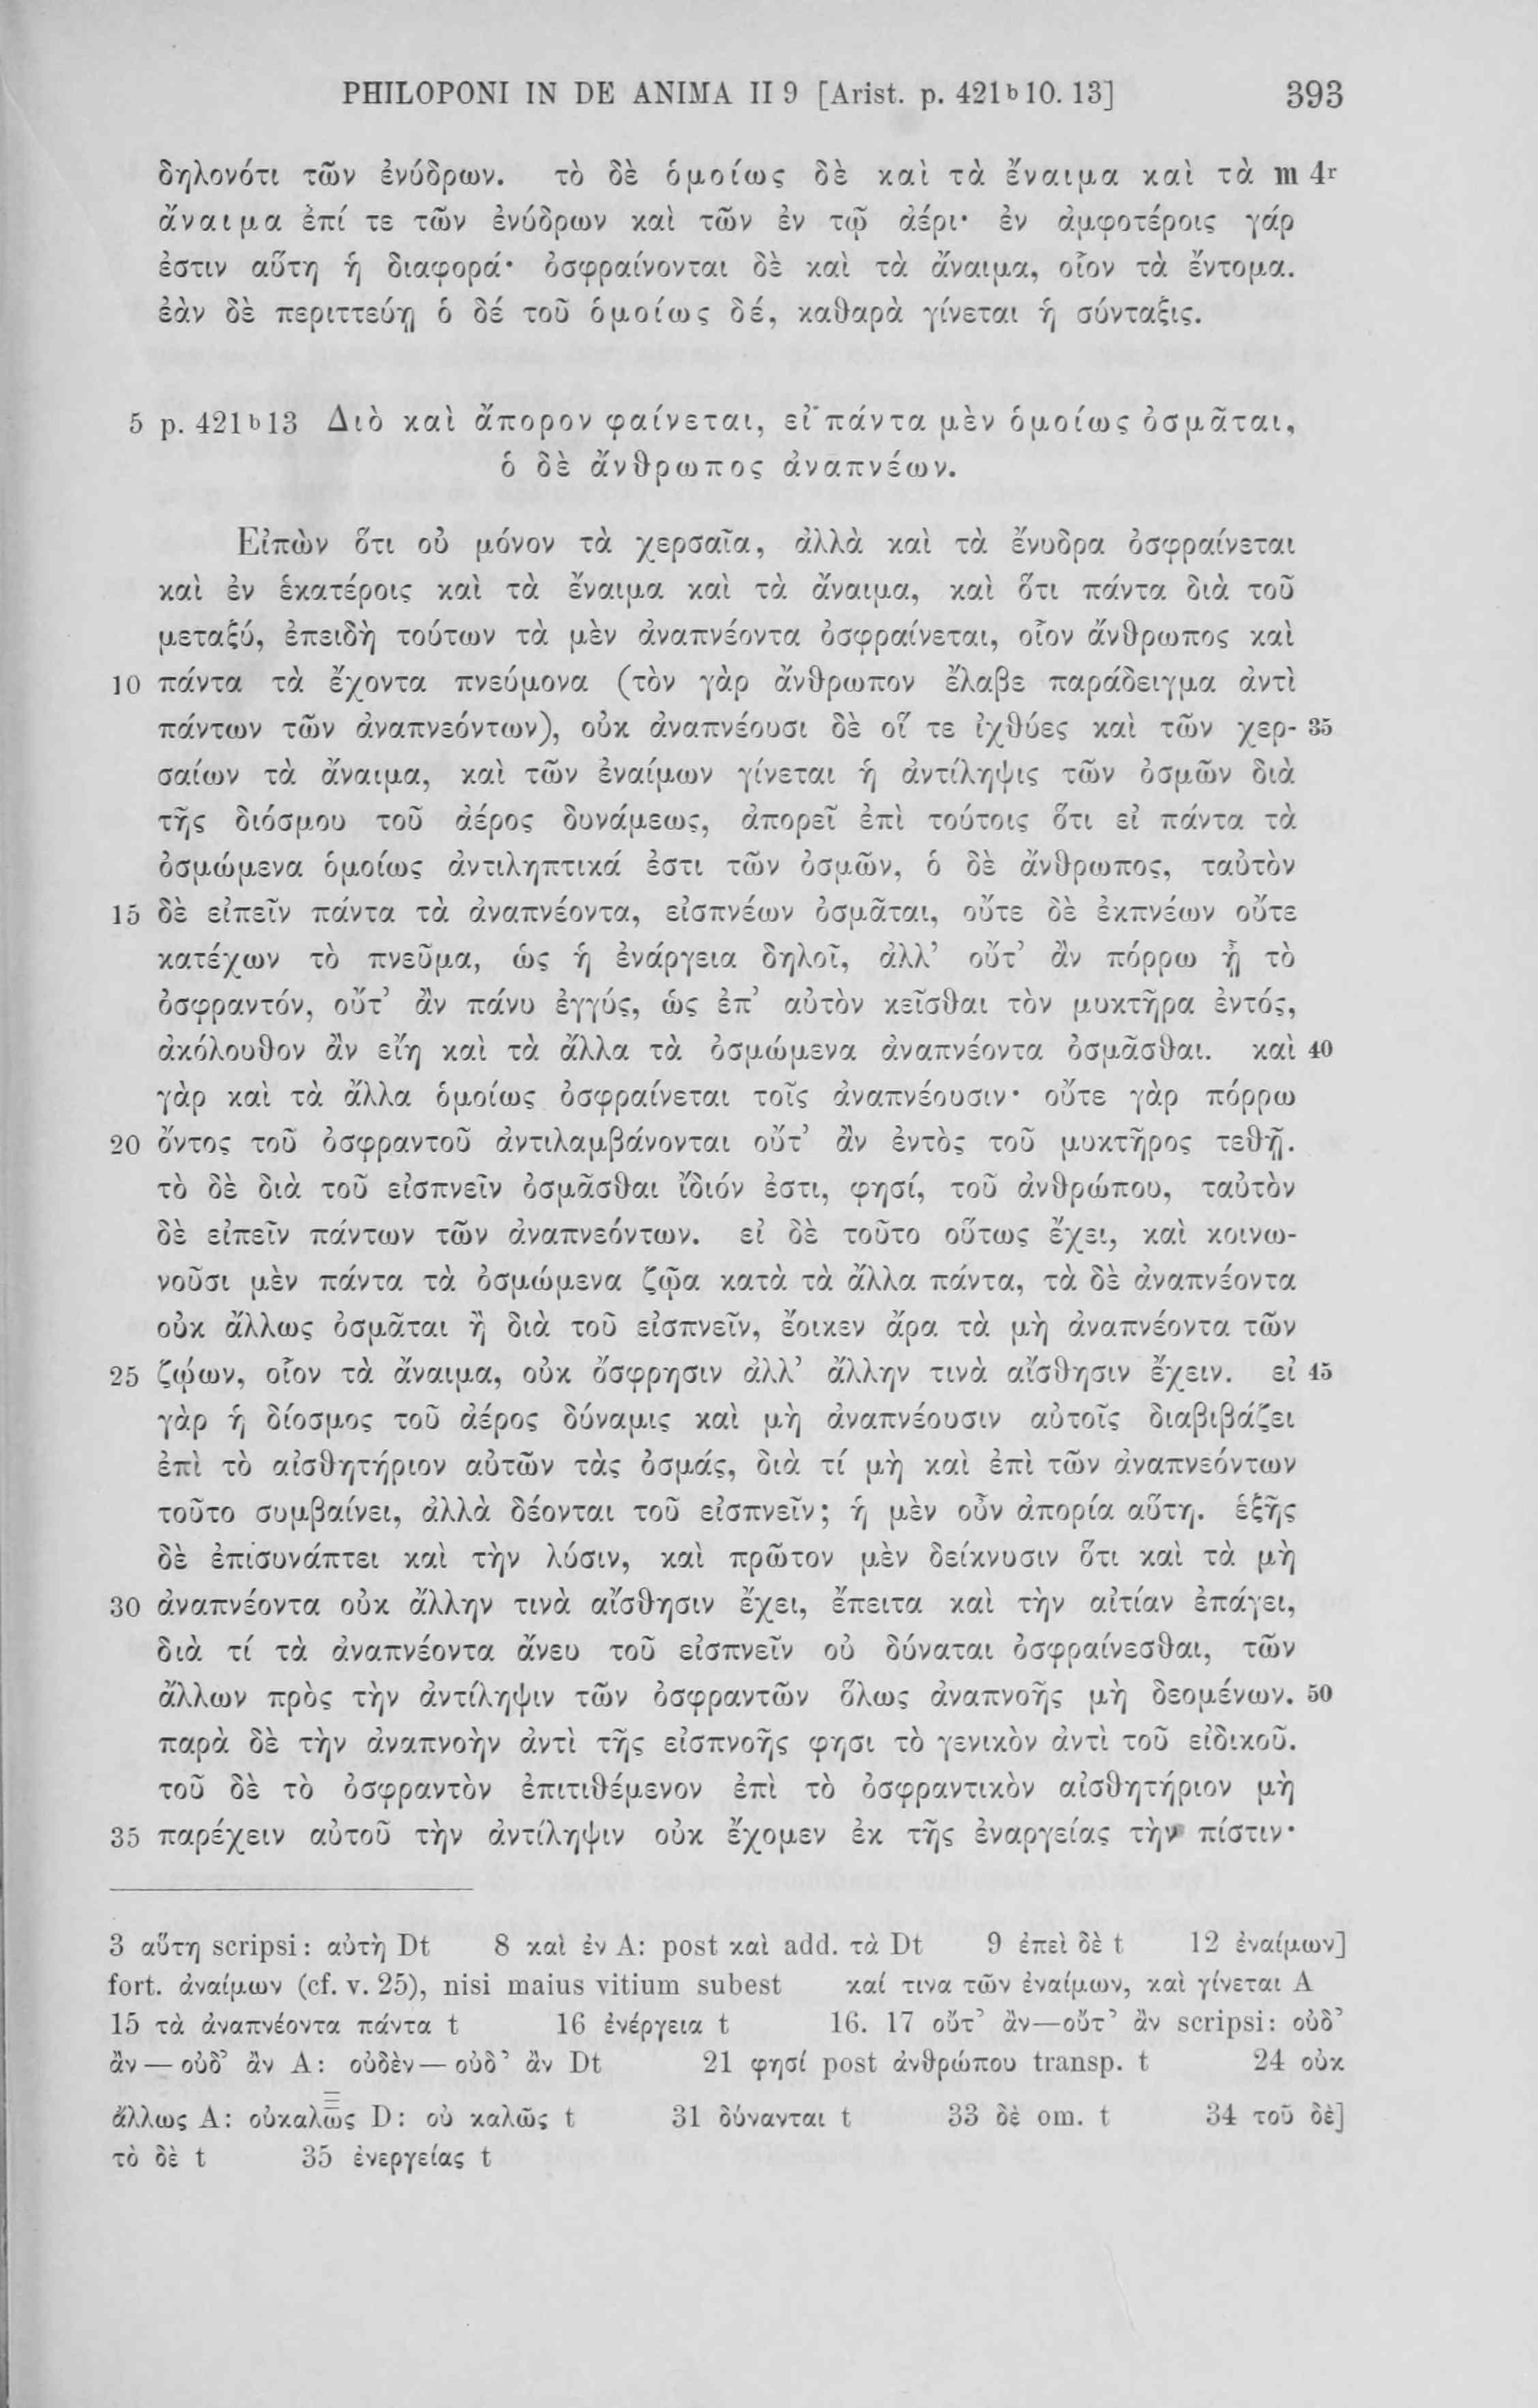 PHILOPONI IN DE ANIMA II 9 [Arist. p. 421b10. 13] 393
δηλονότι τῶν ἐνύδρων. τὸ δὲ ὁμοίως δὲ καὶ τὰ ἔναιμα καὶ τὰ m 4r
ἄναιμα ἐπί τε τῶν ἐνύδρων καὶ τῶν ἐν τῷ ἀέρι· ἐν ἀμφοτέροις γάρ
ἐστιν αὕτη ἡ διαφορά· ὀσφραίνονται δὲ καὶ τὰ ἄναιμα, οἷον τὰ ἔντομα.
ἐὰν δὲ περιττεύῃ ὁ δέ τοῦ ὁμοίως δέ, καθαρὰ γίνεται ἡ σύνταξις.
5 p. 421b13 Διὸ καὶ ἄπορον φαίνεται, εἰ πάντα μὲν ὁμοίως ὀσμᾶται,
ὁ δὲ ἄνθρωπος ἀναπνέων.
Εἰπὼν ὅτι οὐ μόνον τὰ χερσαῖα, ἀλλὰ καὶ τὰ ἔνυδρα ὀσφραίνεται
καὶ ἐν ἑκατέροις καὶ τὰ ἔναιμα καὶ τὰ ἄναιμα, καὶ ὅτι πάντα διὰ τοῦ
μεταξύ, ἐπειδὴ τούτων τὰ μὲν ἀναπνέοντα ὀσφραίνεται, οἷον ἄνθρωπος καὶ
10 πάντα τὰ ἔχοντα πνεύμονα (τὸν γὰρ ἄνθρωπον ἔλαβε παράδειγμα ἀντὶ
πάντων τῶν ἀναπνεόντων), οὐκ ἀναπνέουσι δὲ οἵ τε ἰχθύες καὶ τῶν χερ- 35
σαίων τὰ ἄναιμα, καὶ τῶν ἐναίμων γίνεται ἡ ἀντίληψις τῶν ὀσμῶν διὰ
τῆς διόσμου τοῦ ἀέρος δυνάμεως, ἀπορεῖ ἐπὶ τούτοις ὅτι εἰ πάντα τὰ
ὀσμώμενα ὁμοίως ἀντιληπτικά ἐστι τῶν ὀσμῶν, ὁ δὲ ἄνθρωπος, ταὐτὸν
15 δὲ εἰπεῖν πάντα τὰ ἀναπνέοντα, εἰσπνέων ὀσμᾶται, οὔτε δὲ ἐκπνέων οὔτε
κατέχων τὸ πνεῦμα, ὡς ἡ ἐνάργεια δηλοῖ, ἀλλ’ οὔτ’ ἂν πόρρω ᾖ τὸ
ὀσφραντόν, οὔτ’ ἂν πάνυ ἐγγύς, ὡς ἐπ’ αὐτὸν κεῖσθαι τὸν μυκτῆρα ἐντός,
ἀκόλουθον ἂν εἴη καὶ τὰ ἄλλα τὰ ὀσμώμενα ἀναπνέοντα ὀσμᾶσθαι. καὶ 40
γὰρ καὶ τὰ ἄλλα ὁμοίως ὀσφραίνεται τοῖς ἀναπνέουσιν· οὔτε γὰρ πόρρω
20 ὄντος τοῦ ὀσφραντοῦ ἀντιλαμβάνονται οὔτ’ ἂν ἐντὸς τοῦ μυκτῆρος τεθῇ.
τὸ δὲ διὰ τοῦ εἰσπνεῖν ὀσμᾶσθαι ἴδιόν ἐστι, φησί, τοῦ ἀνθρώπου, ταὐτὸν
δὲ εἰπεῖν πάντων τῶν ἀναπνεόντων. εἰ δὲ τοῦτο οὕτως ἔχει, καὶ κοινω-
νοῦσι μὲν πάντα τὰ ὀσμώμενα ζῷα κατὰ τὰ ἄλλα πάντα, τὰ δὲ ἀναπνέοντα
οὐκ ἄλλως ὀσμᾶται ἢ διὰ τοῦ εἰσπνεῖν, ἔοικεν ἄρα τὰ μὴ ἀναπνέοντα τῶν
25 ζῴων, οἷον τὰ ἄναιμα, οὐκ ὄσφρησιν ἀλλ’ ἄλλην τινὰ αἴσθησιν ἔχειν. εἰ 45
γὰρ ἡ δίοσμος τοῦ ἀέρος δύναμις καὶ μὴ ἀναπνέουσιν αὐτοῖς διαβιβάζει
ἐπὶ τὸ αἰσθητήριον αὐτῶν τὰς ὀσμάς, διὰ τί μὴ καὶ ἐπὶ τῶν ἀναπνεόντων
τοῦτο συμβαίνει, ἀλλὰ δέονται τοῦ εἰσπνεῖν; ἡ μὲν οὖν ἀπορία αὕτη. ἑξῆς
δὲ ἐπισυνάπτει καὶ τὴν λύσιν, καὶ πρῶτον μὲν δείκνυσιν ὅτι καὶ τὰ μὴ
30 ἀναπνέοντα οὐκ ἄλλην τινὰ αἴσθησιν ἔχει, ἔπειτα καὶ τὴν αἰτίαν ἐπάγει,
διὰ τί τὰ ἀναπνέοντα ἄνευ τοῦ εἰσπνεῖν οὐ δύναται ὀσφραίνεσθαι, τῶν
ἄλλων πρὸς τὴν ἀντίληψιν τῶν ὀσφραντῶν ὅλως ἀναπνοῆς μὴ δεομένων. 50
παρὰ δὲ τὴν ἀναπνοὴν ἀντὶ τῆς εἰσπνοῆς φησι τὸ γενικὸν ἀντὶ τοῦ εἰδικοῦ.
τοῦ δὲ τὸ ὀσφραντὸν ἐπιτιθέμενον ἐπὶ τὸ ὀσφραντικὸν αἰσθητήριον μὴ
35 παρέχειν αὐτοῦ τὴν ἀντίληψιν οὐκ ἔχομεν ἐκ τῆς ἐναργείας τὴν πίστιν·
3 αὕτη scripsi: αὐτὴ Dt 8 καὶ ἐν A: post καὶ add. τὰ Dt 9 ἐπεὶ δὲ t 12 ἐναίμων]
fort. ἀναίμων (cf. v. 25), nisi maius vitium subest καί τινα τῶν ἐναίμων, καὶ γίνεται A
15 τὰ ἀναπνέοντα πάντα t 16 ἐνέργεια t 16. 17 οὔτ’ ἂν—οὔτ’ ἂν scripsi: οὐδ’
ἂν — οὐδ’ ἂν A: οὐδὲν— οὐδ’ ἂν Dt 21 φησί post ἀνθρώπου transp. t 24 οὐκ
ἄλλως A: οὐκαλῶς D: οὐ καλῶς t 31 δύνανται t 33 δὲ om. t 34 τοῦ δὲ]
τὸ δὲ t 35 ἐνεργείας t